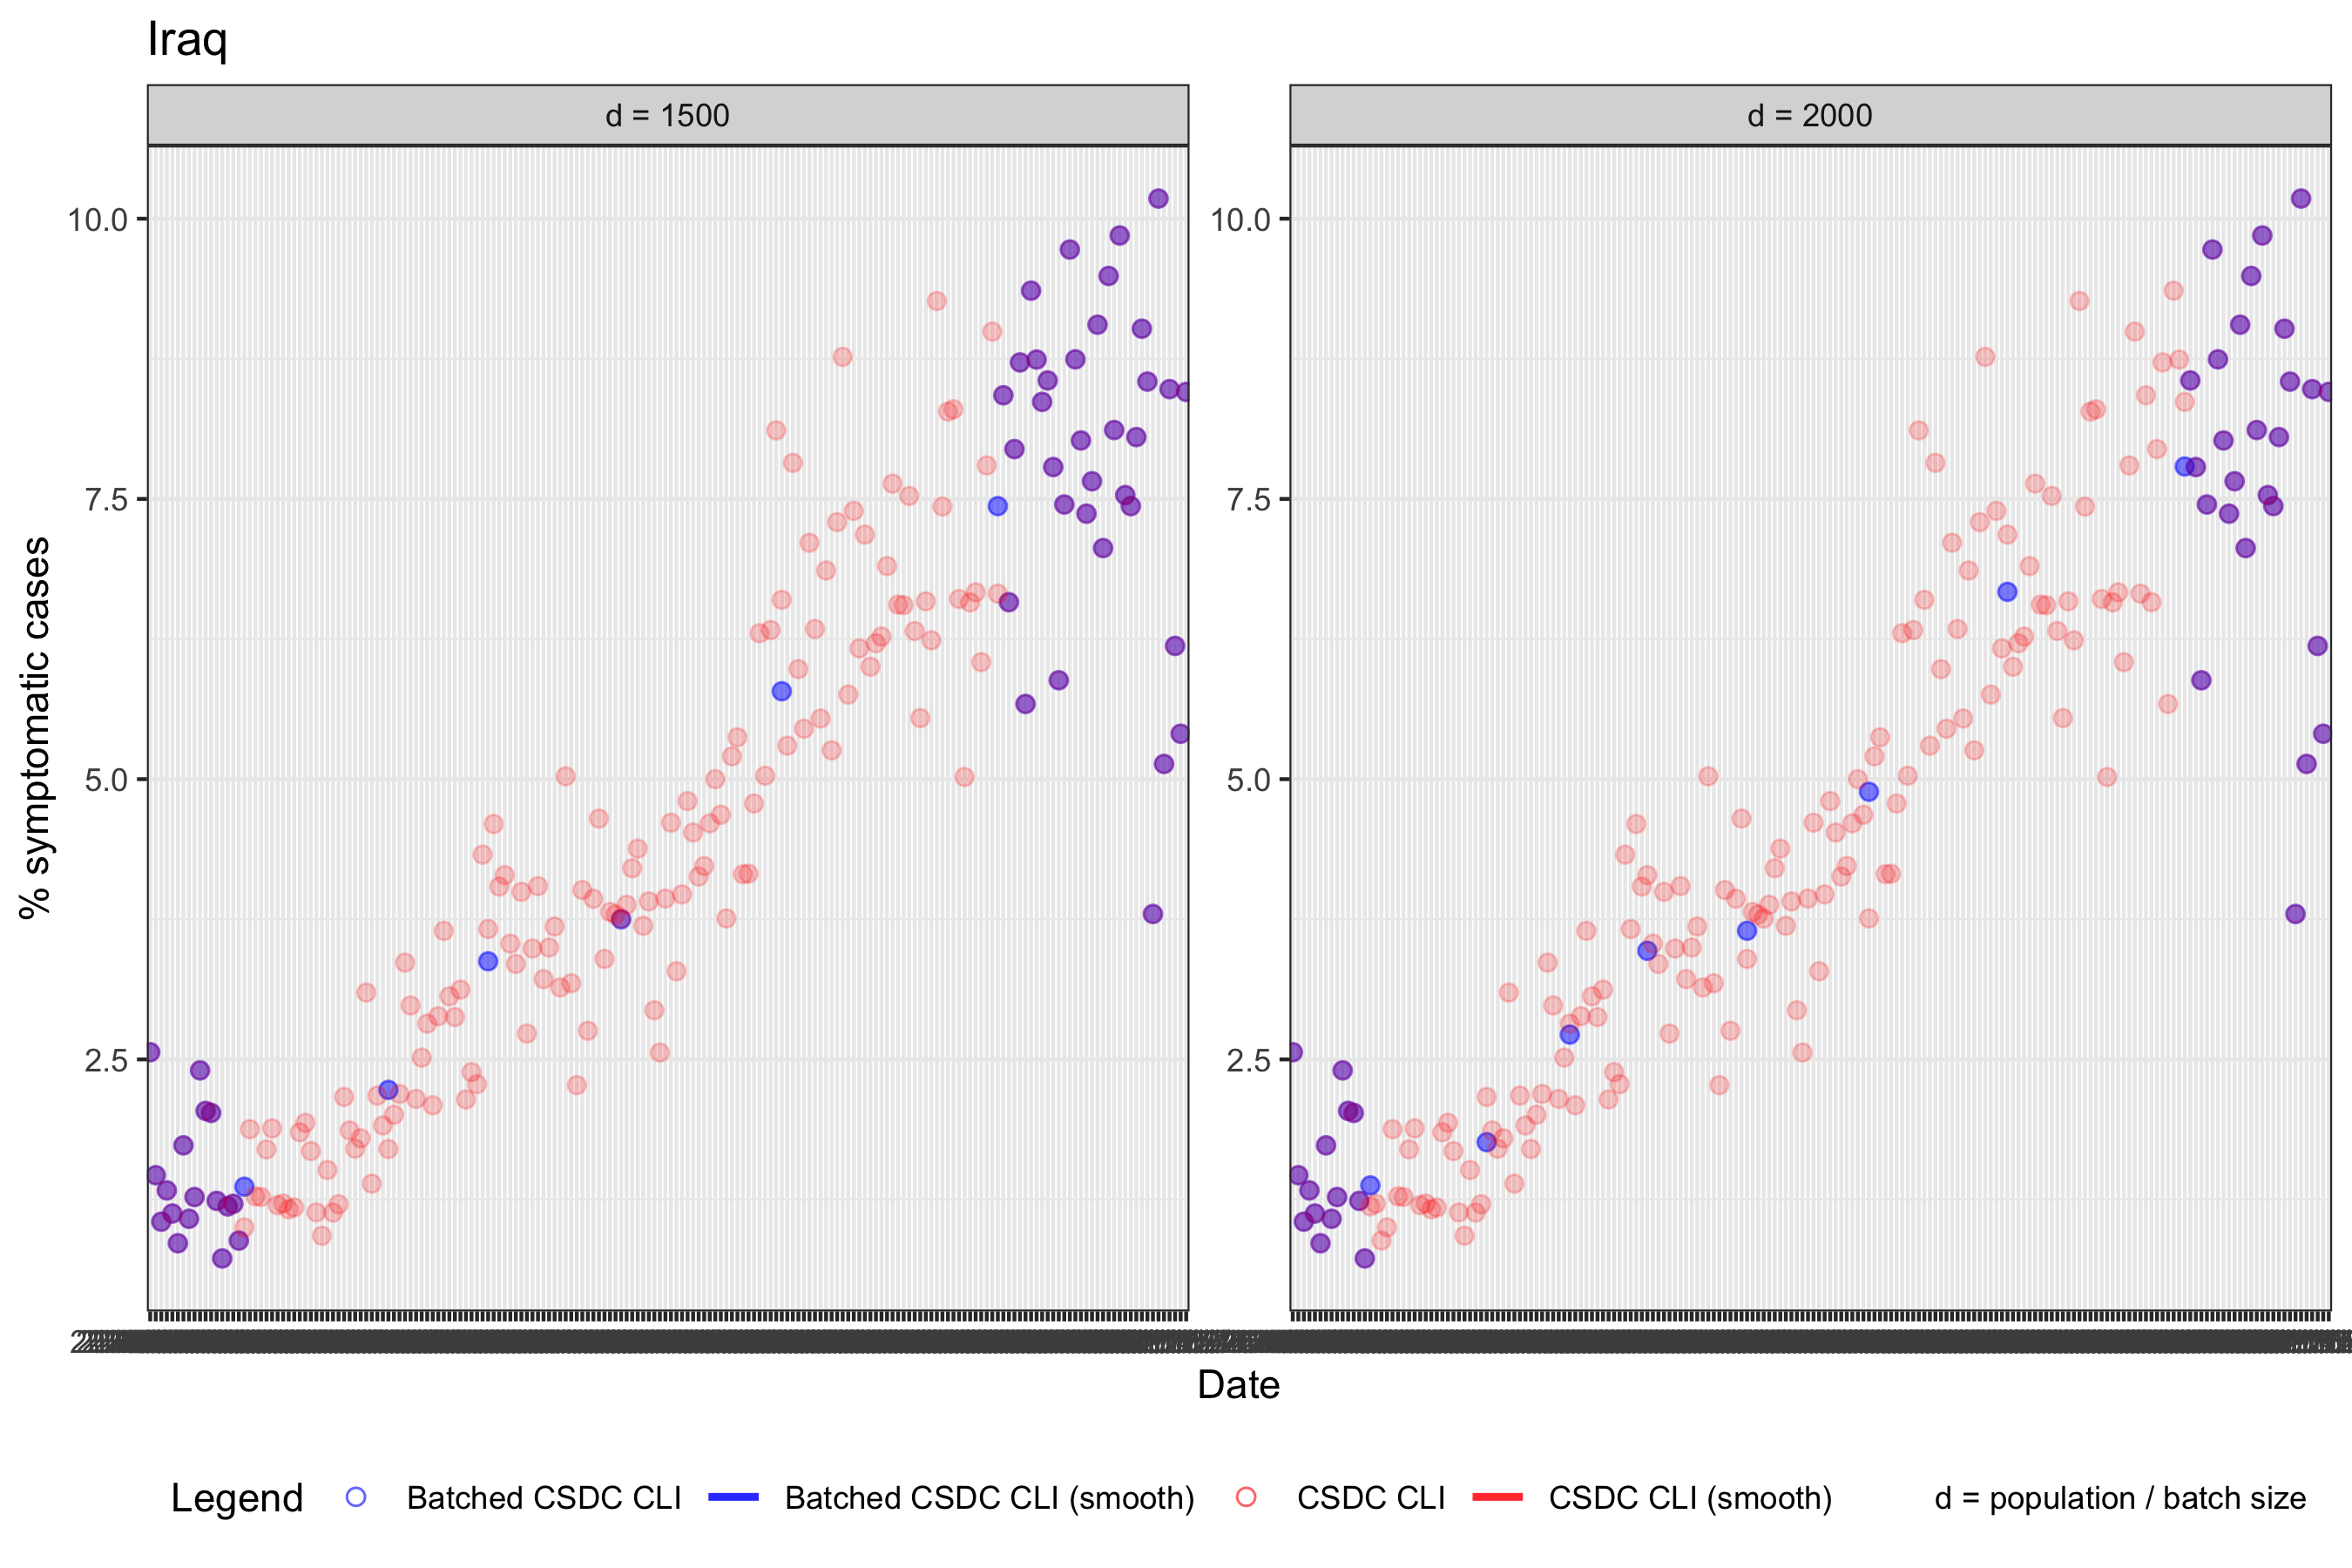 Iraq
d = 1500
d = 2000
10.0
7.5
5.0
2.5
10.0
7.5
5.0
2.5
% symptomatic cases
Date
Legend Batched CSDC CLI Batched CSDC CLI (smooth) CSDC CLI CSDC CLI (smooth) d = population / batch size